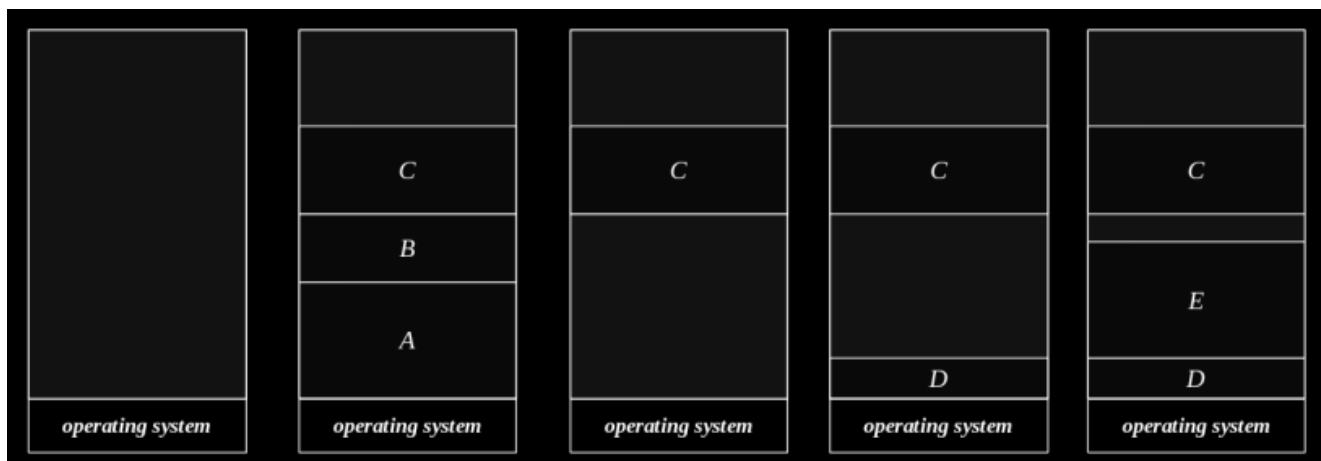 operating system
C
B
A
operating system
C
operating system
C
D
operating system
C
E
D
operating system